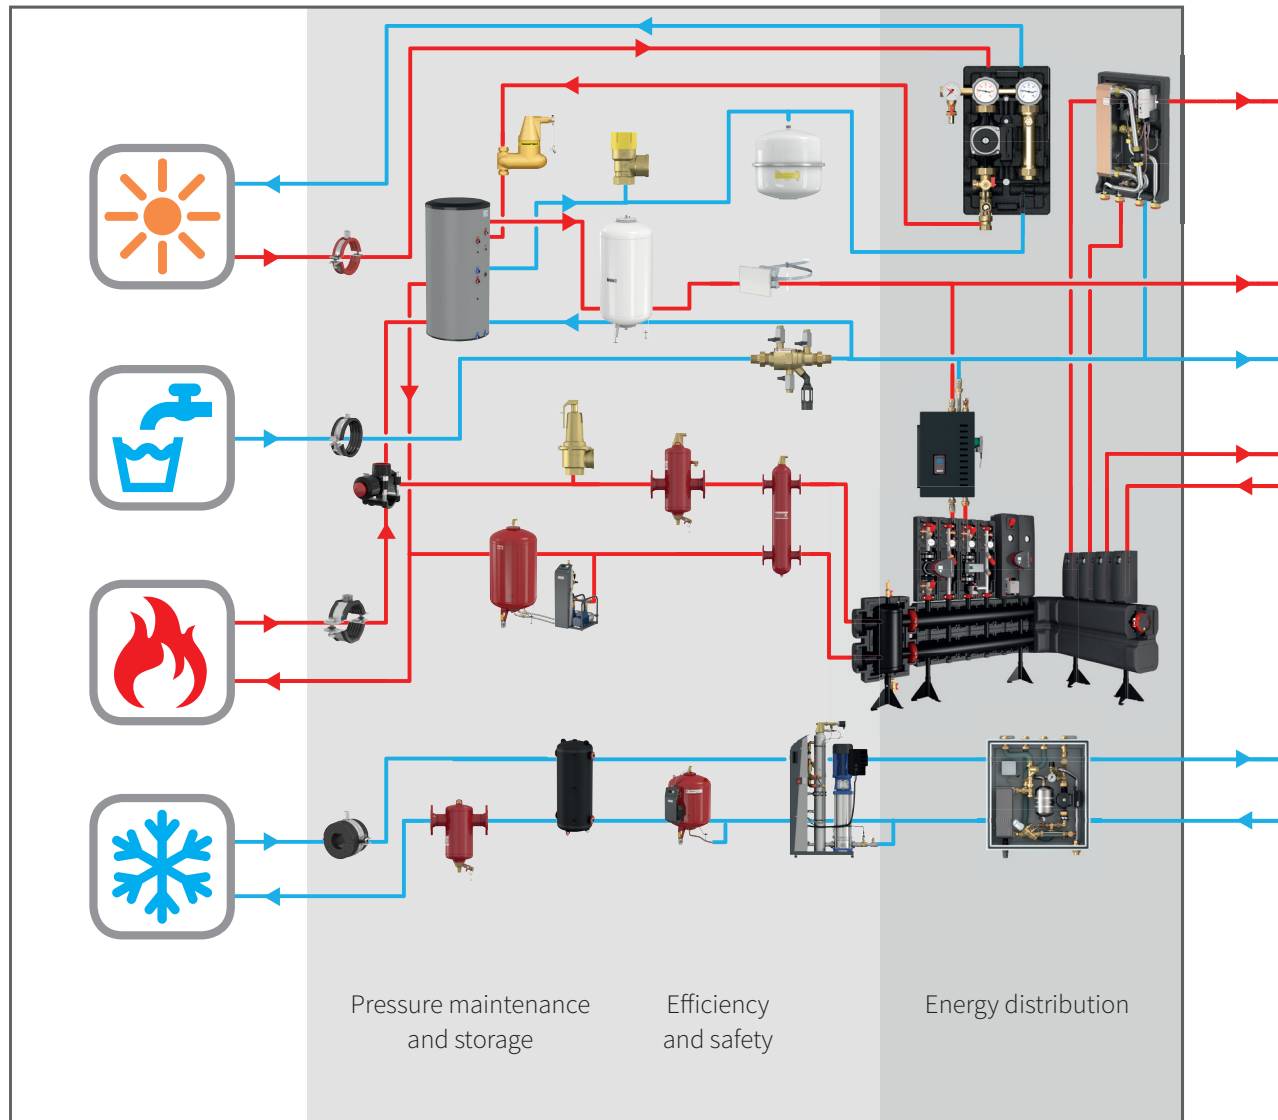 Pressure maintenance
and storage
Efficiency
and safety
Energy distribution